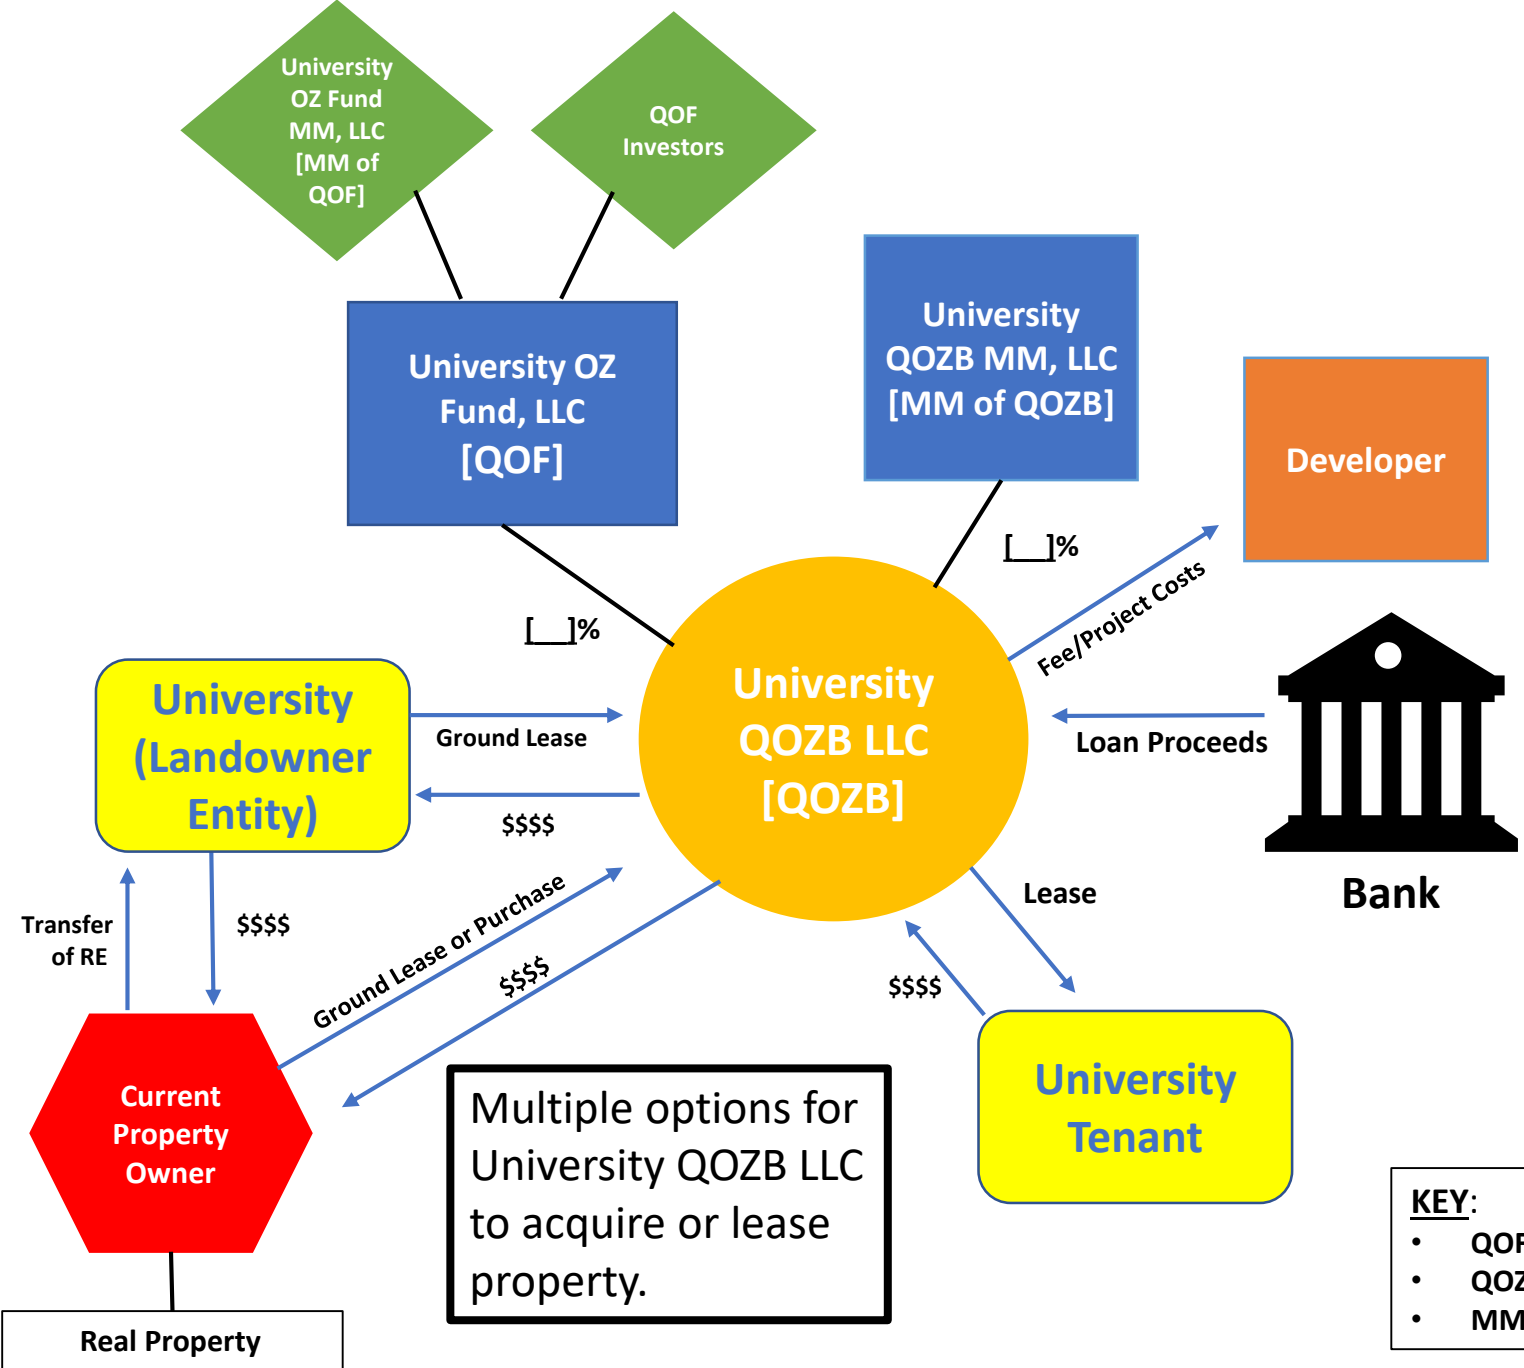 University
OZ Fund
MM, LLC
[MM of
QOF]
QOF
Investors
University OZ
Fund, LLC
[QOF]
University
QOZB MM, LLC
[MM of QOZB]
Developer
[__]%
[__]%
Fee/Project Costs
University
(Landowner
Entity)
Ground Lease
$$$$
University
QOZB LLC
[QOZB]
Loan Proceeds
Bank
Transfer
of RE
$$$$
Ground Lease or Purchase
$$$$
Lease
$$$$
Current
Property
Owner
Multiple options for
University QOZB LLC
to acquire or lease
property.
University
Tenant
Real Property
KEY:
• QOF
• QOZ
• MM